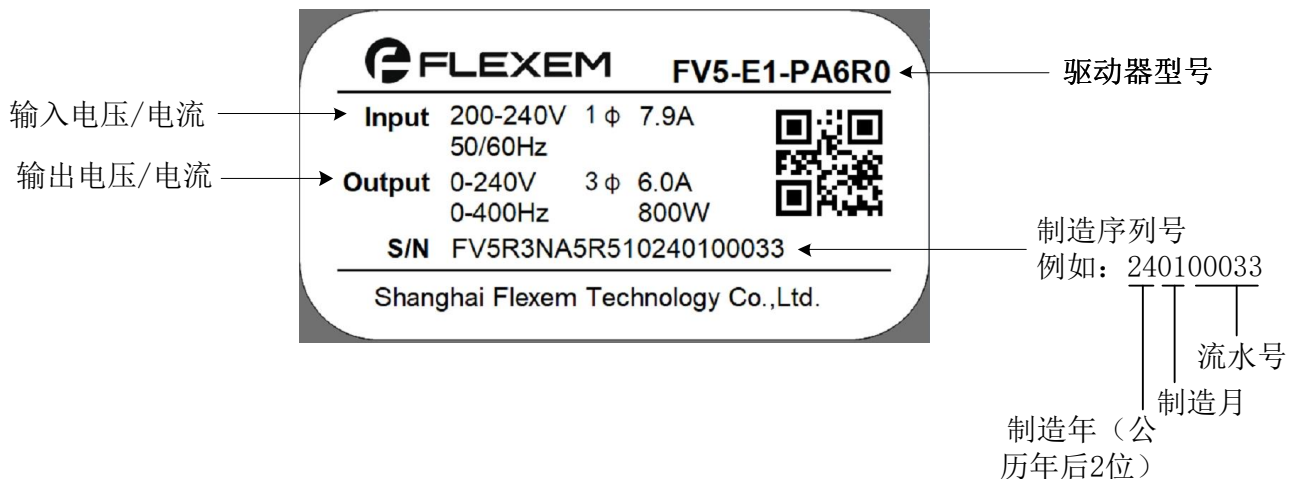 FLEXEM FV5-E1-PA6R0
驱动器型号
输入电压/电流
Input 200-240V 1 ф 7.9A
50/60Hz
输出电压/电流
Output 0-240V 3 ф 6.0A
0-400Hz 800W
S/N FV5R3NA5R510240100033
制造序列号
例如：240100033
Shanghai Flexem Technology Co.,Ltd.
流水号
制造月
制造年（公
历年后2位）